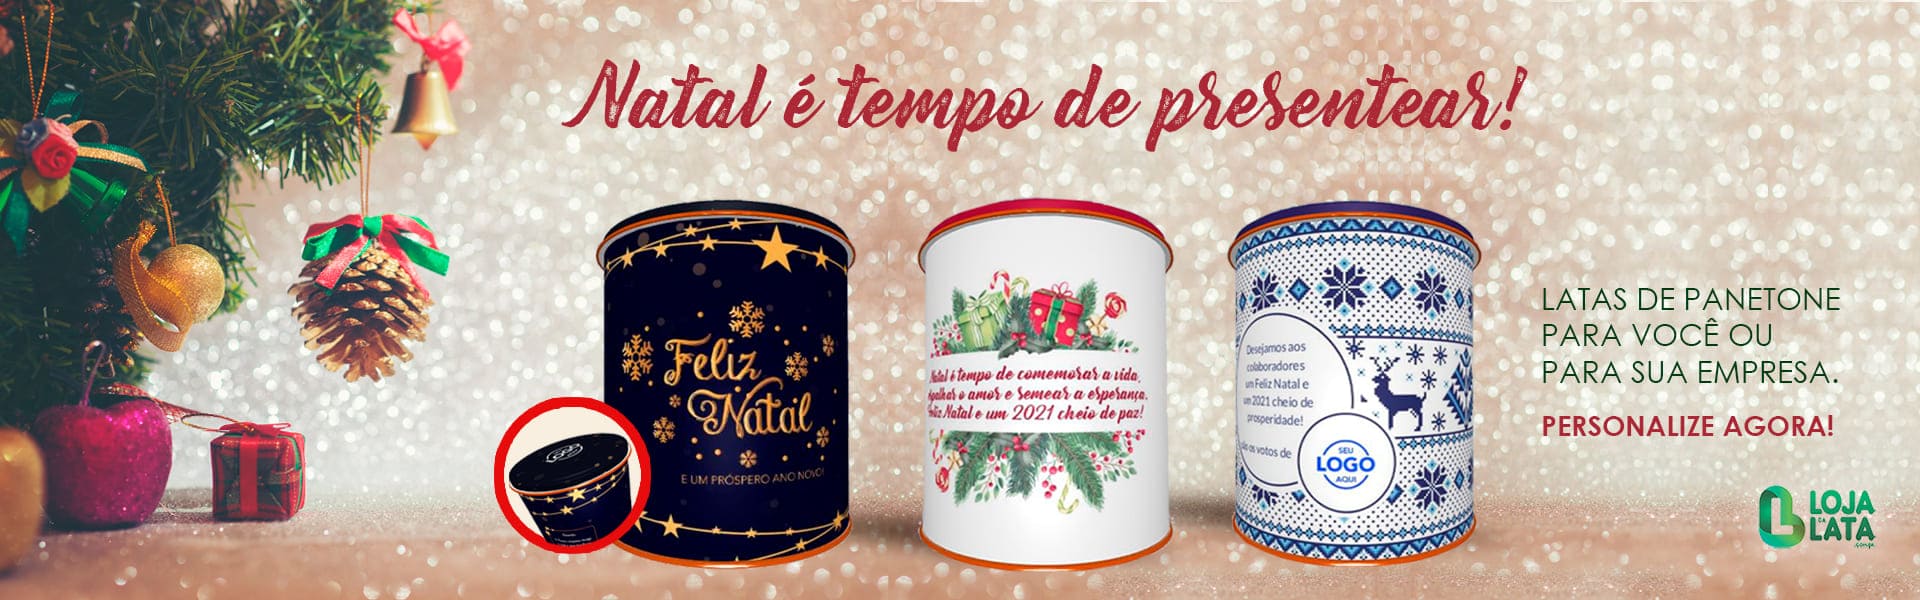 Natal é tempo de presentear!
Feliz
Natal
E UM PRÓSPERO ANO NOVO!
Natal é tempo de comemorar a vida,
espalhar o amor e semear a esperança.
Feliz Natal e um 2021 cheio de paz!
Desejamos aos
colaboradores
um Feliz Natal e
um 2021 cheio de
prosperidade!
os votos de
SEU
LOGO
AQUI
LATAS DE PANETONE
PARA VOCÊ OU
PARA SUA EMPRESA.
PERSONALIZE AGORA!
LOJA
DA
LATA